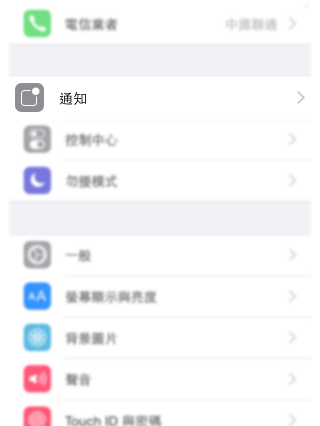 電信業者 中國聯通
通知
控制中心
勿擾模式
一般
螢幕顯示與亮度
背景圖片
聲音
Touch ID 與密碼